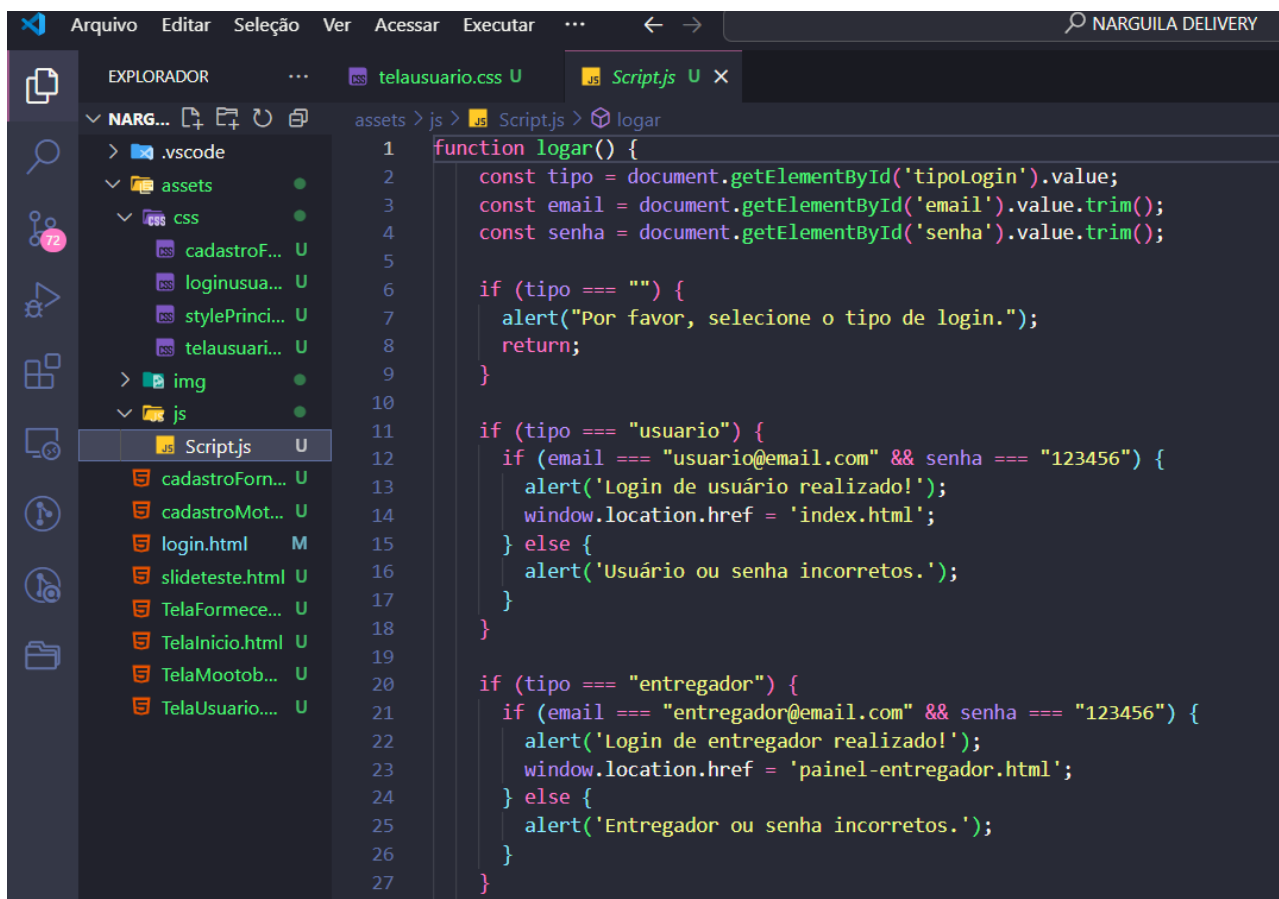 Arquivo Editar Seleção Ver Acessar Executar ··· ← → NARGUILA DELIVERY
EXPLORADOR ···
NARG...
.vscode
assets
css
cadastroF... U
loginusua... U
stylePrinci... U
telausuari... U
img
js
Script.js U
cadastroForn... U
cadastroMot... U
login.html M
slideteste.html U
TelaFormece... U
TelaInicio.html U
TelaMootob... U
TelaUsuario.... U
72
telausuario.css U Script.js U ×
assets > js > JS Script.js > logar
1 function logar() {
2 const tipo = document.getElementById('tipoLogin').value;
3 const email = document.getElementById('email').value.trim();
4 const senha = document.getElementById('senha').value.trim();
5
6 if (tipo === "") {
7 alert("Por favor, selecione o tipo de login.");
8 return;
9 }
10
11 if (tipo === "usuario") {
12 if (email === "usuario@email.com" && senha === "123456") {
13 alert('Login de usuário realizado!');
14 window.location.href = 'index.html';
15 } else {
16 alert('Usuário ou senha incorretos.');
17 }
18 }
19
20 if (tipo === "entregador") {
21 if (email === "entregador@email.com" && senha === "123456") {
22 alert('Login de entregador realizado!');
23 window.location.href = 'painel-entregador.html';
24 } else {
25 alert('Entregador ou senha incorretos.');
26 }
27 }